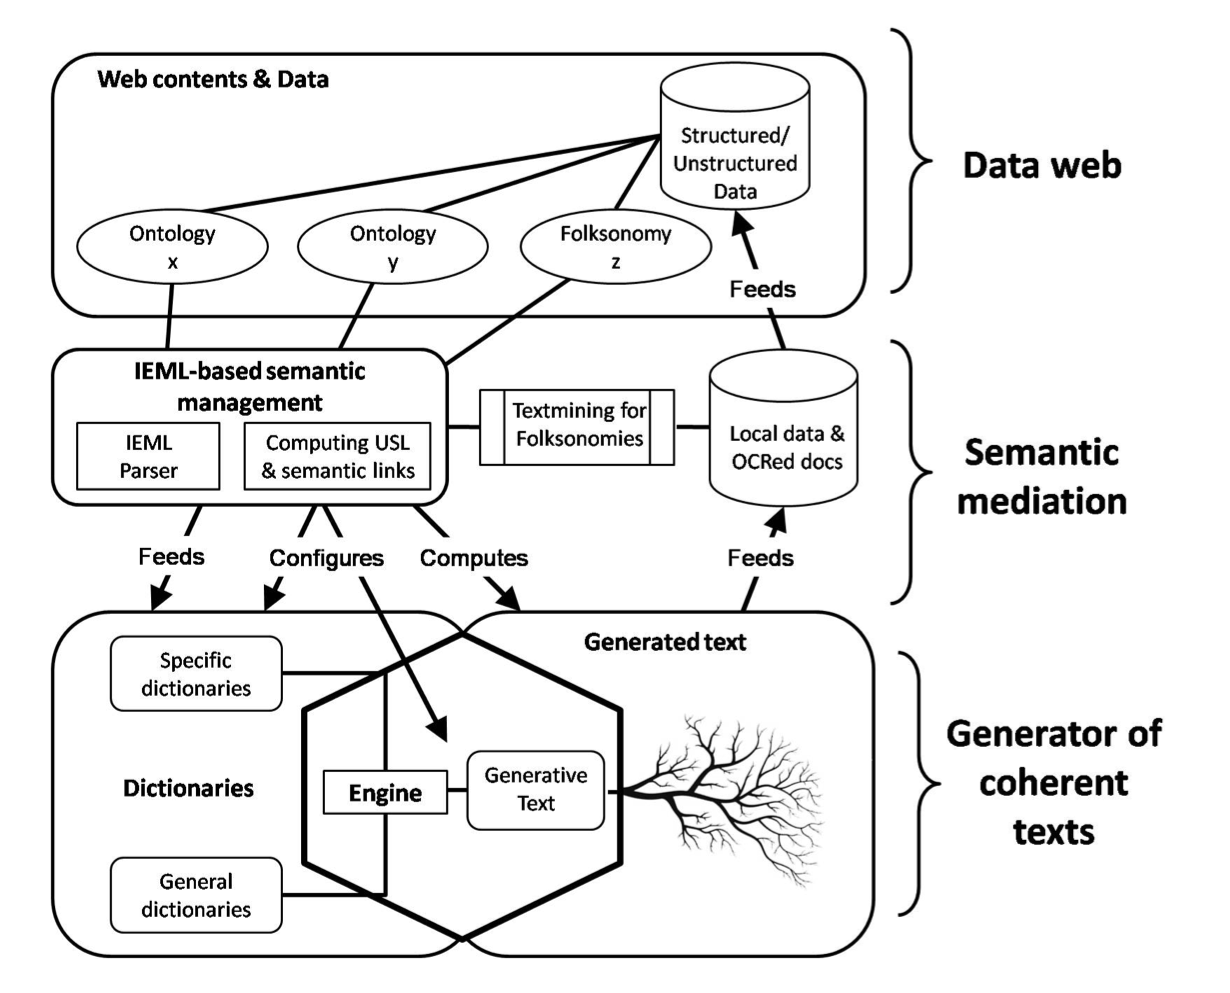 Web contents & Data
Structured/
Unstructured
Data
Data web
Ontology
x
Ontology
y
Folksonomy
z
Feeds
IEML-based semantic
management
IEML
Parser
Computing USL
& semantic links
Textmining for
Folksonomies
Local data &
OCRed docs
Semantic
mediation
Feeds
Configures
Computes
Feeds
Specific
dictionaries
Generated text
Dictionaries
Engine
Generative
Text
General
dictionaries
Generator of
coherent
texts